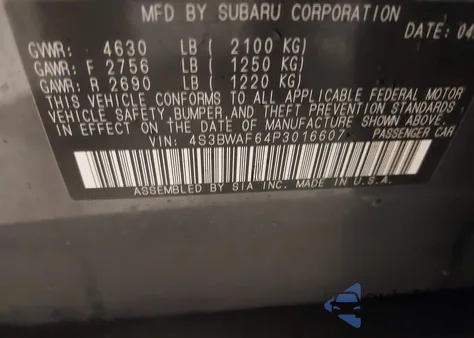 MFD BY SUBARU CORPORATION
DATE: 04
GVWR: 4630 LB ( 2100 KG)
GAWR: F 2756 LB ( 1250 KG)
GAWR: R 2690 LB ( 1220 KG)
THIS VEHICLE CONFORMS TO ALL APPLICABLE FEDERAL MOTOR
VEHICLE SAFETY, BUMPER, AND THEFT PREVENTION STANDARDS
IN EFFECT ON THE DATE OF MANUFACTURE SHOWN ABOVE.
VIN: 4S3BWAF64P3016607 PASSENGER CAR
ASSEMBLED BY SIA INC. MADE IN U.S.A.